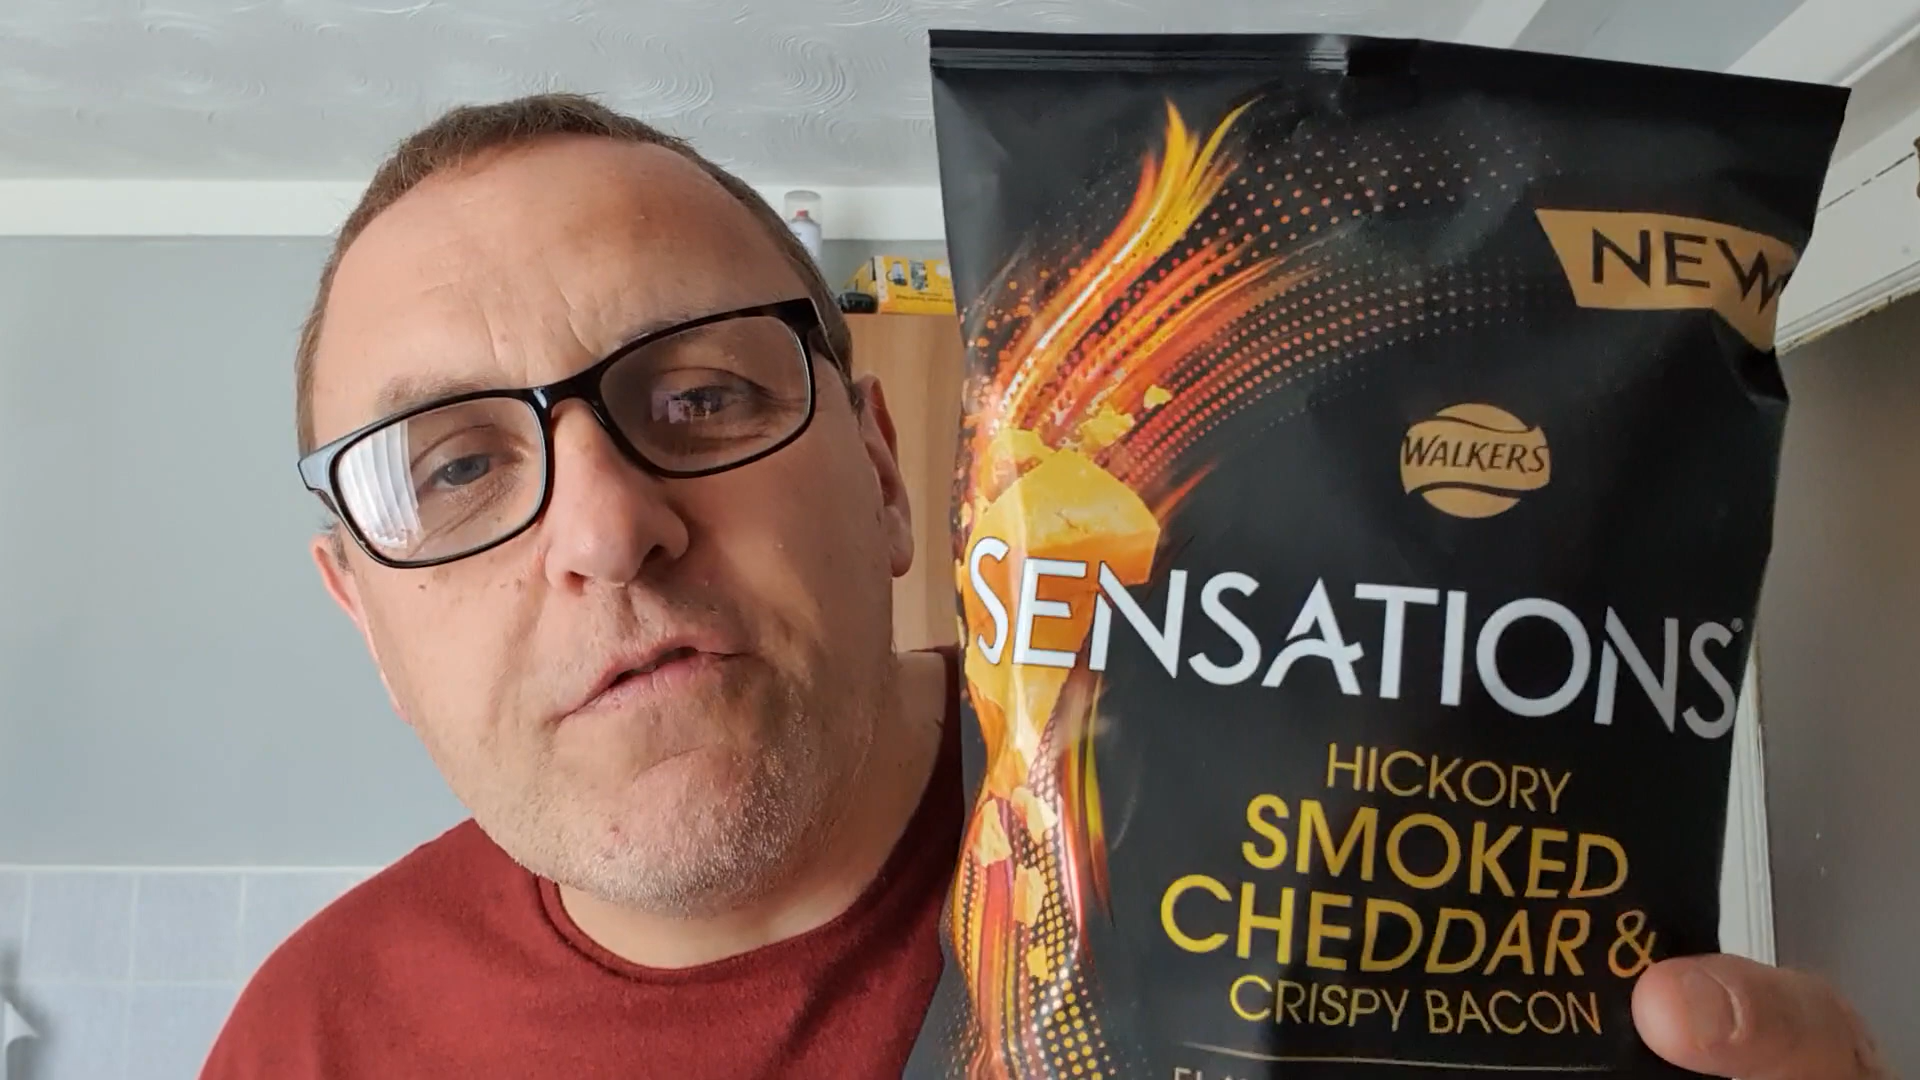 NEW
WALKERS
SENSATIONS®
HICKORY
SMOKED
CHEDDAR &
CRISPY BACON